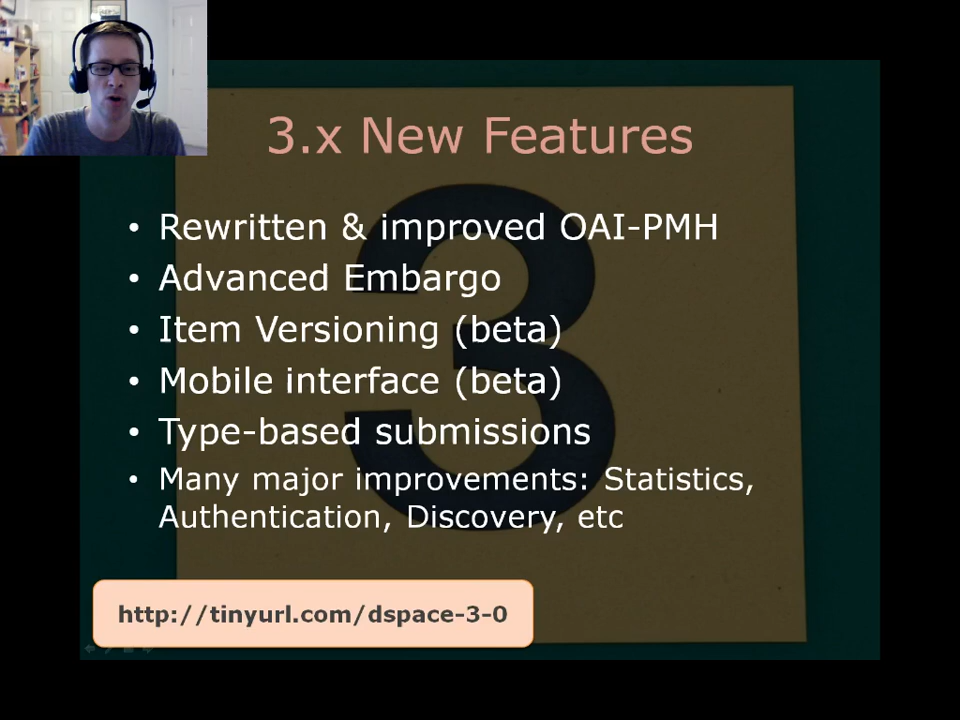 3.x New Features
• Rewritten & improved OAI-PMH
• Advanced Embargo
• Item Versioning (beta)
• Mobile interface (beta)
• Type-based submissions
• Many major improvements: Statistics,
Authentication, Discovery, etc
http://tinyurl.com/dspace-3-0
3